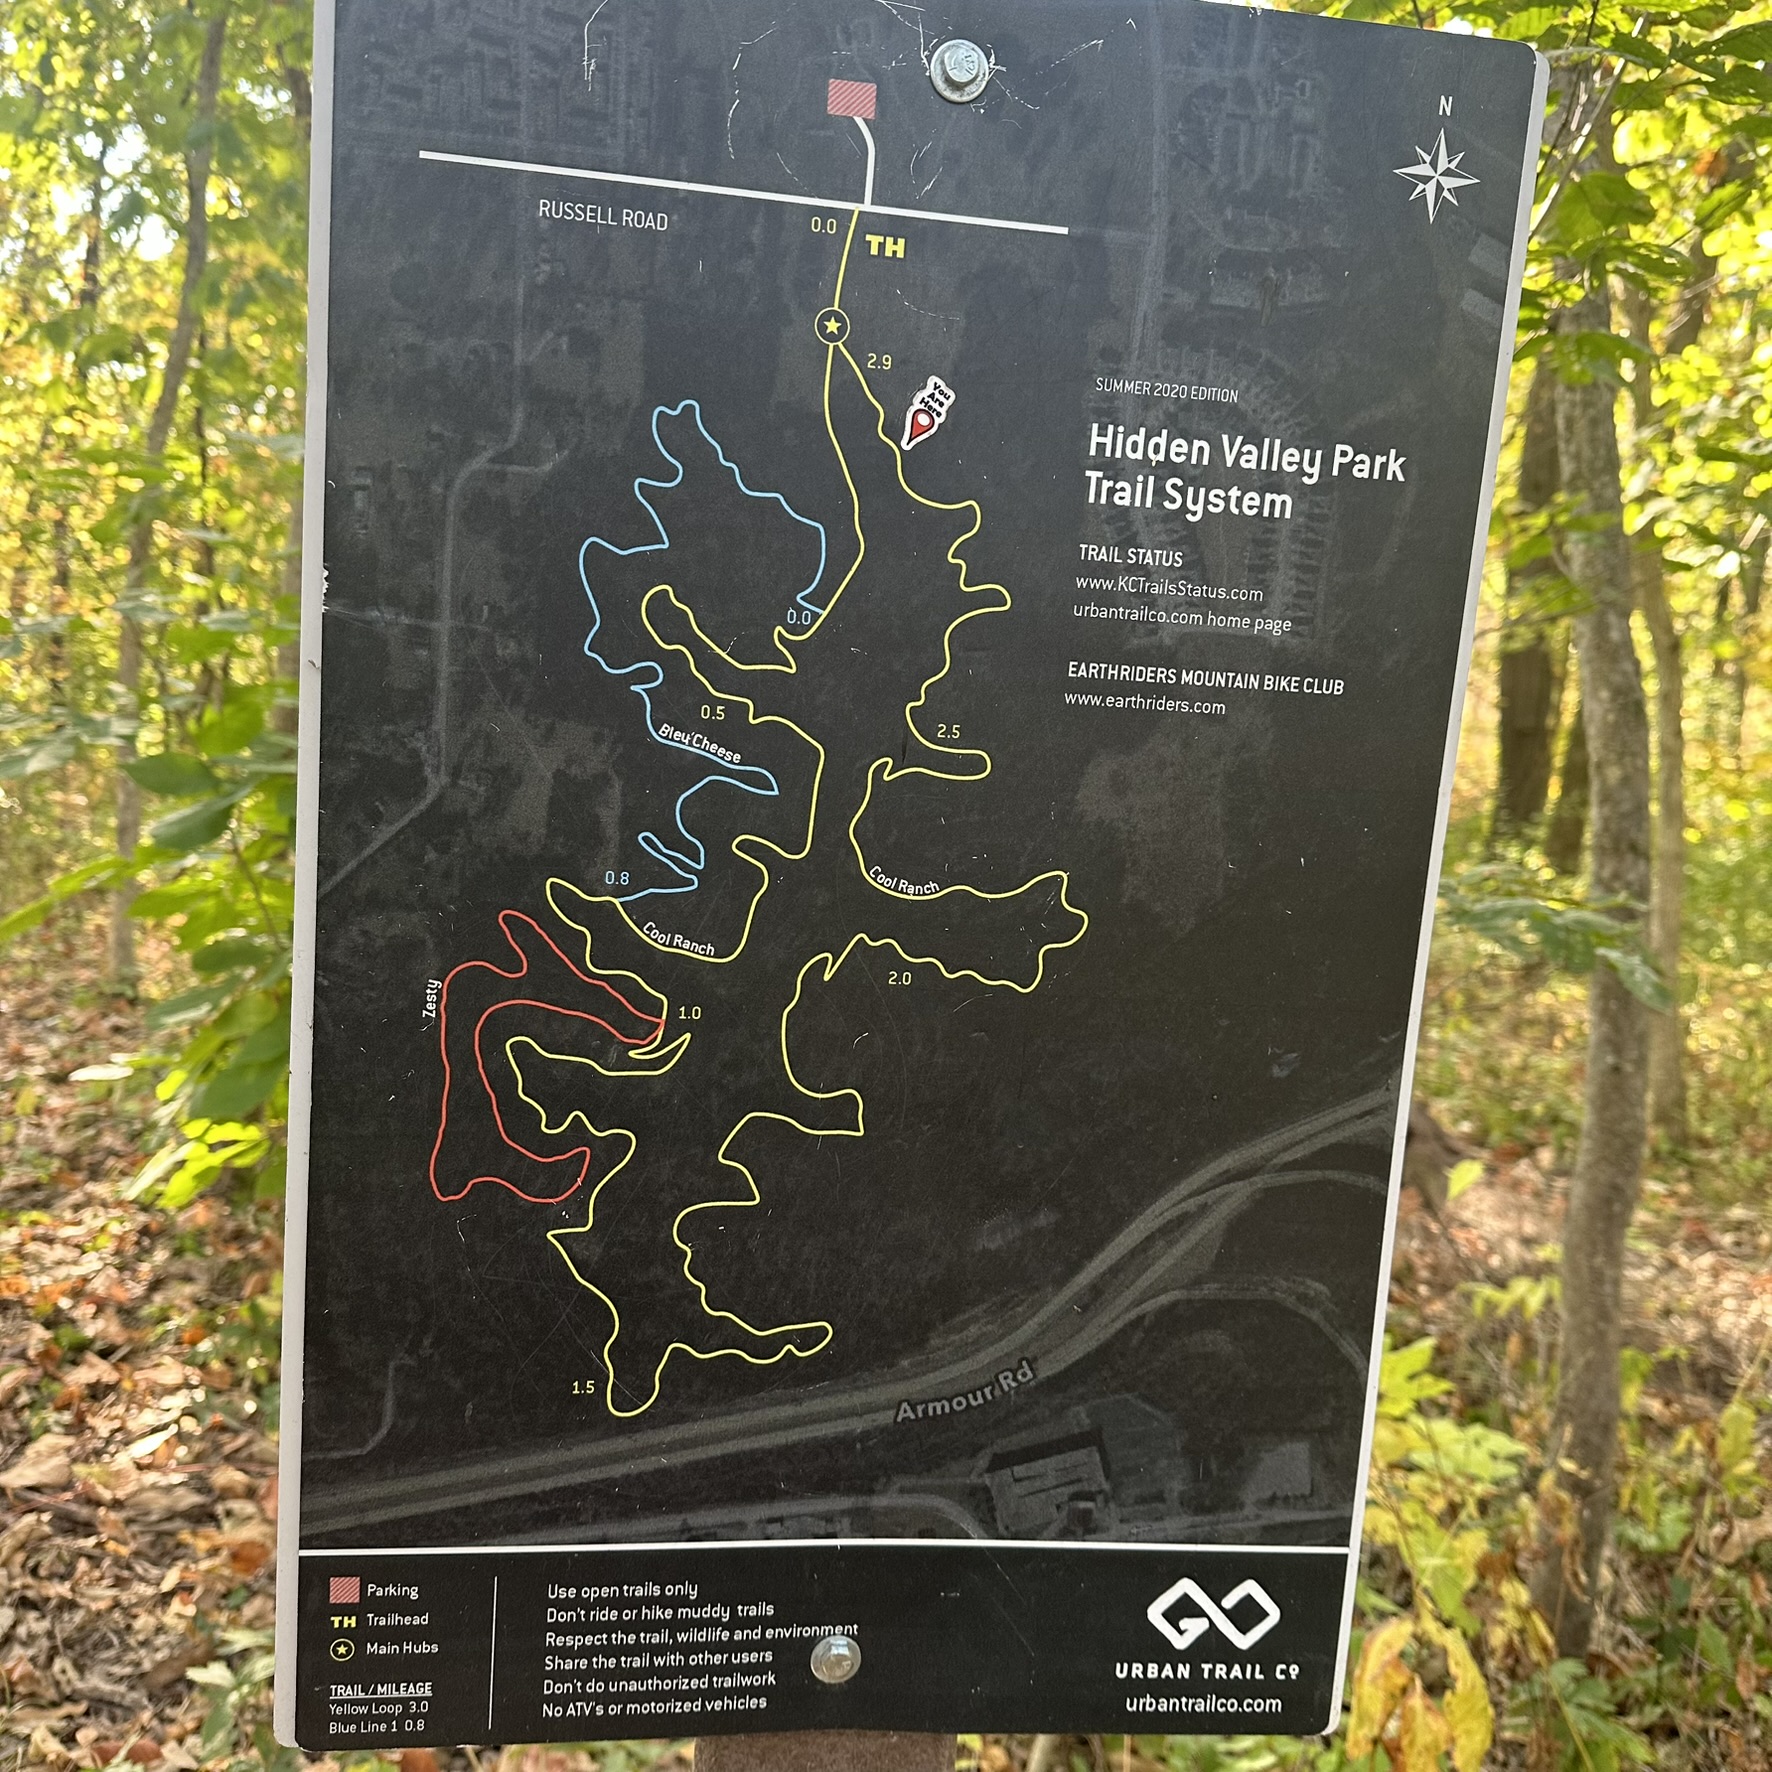 N
RUSSELL ROAD
0.0
TH
2.9
You
Are
Here
SUMMER 2020 EDITION
Hidden Valley Park
Trail System
TRAIL STATUS
www.KCTrailsStatus.com
urbantrailco.com home page
EARTHRIDERS MOUNTAIN BIKE CLUB
www.earthriders.com
0.0
0.5
2.5
Bleu Cheese
0.8
Cool Ranch
Cool Ranch
2.0
Zesty
1.0
1.5
Armour Rd
Parking
TH Trailhead
Main Hubs
TRAIL / MILEAGE
Yellow Loop 3.0
Blue Line 1 0.8
Use open trails only
Don't ride or hike muddy trails
Respect the trail, wildlife and environment
Share the trail with other users
Don't do unauthorized trailwork
No ATV's or motorized vehicles
URBAN TRAIL CO
urbantrailco.com